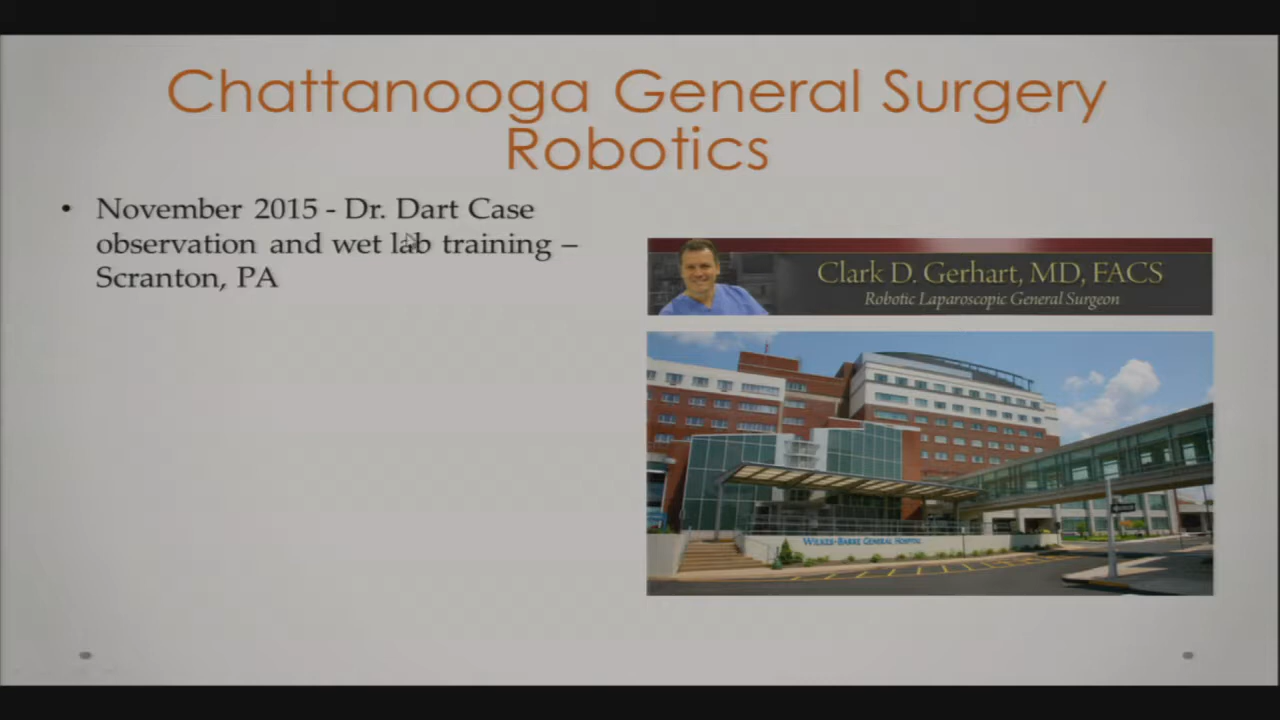 Chattanooga General Surgery
Robotics
• November 2015 - Dr. Dart Case
observation and wet lab training –
Scranton, PA
Clark D. Gerhart, MD, FACS
Robotic Laparoscopic General Surgeon
WILKES-BARRE GENERAL HOSPITAL